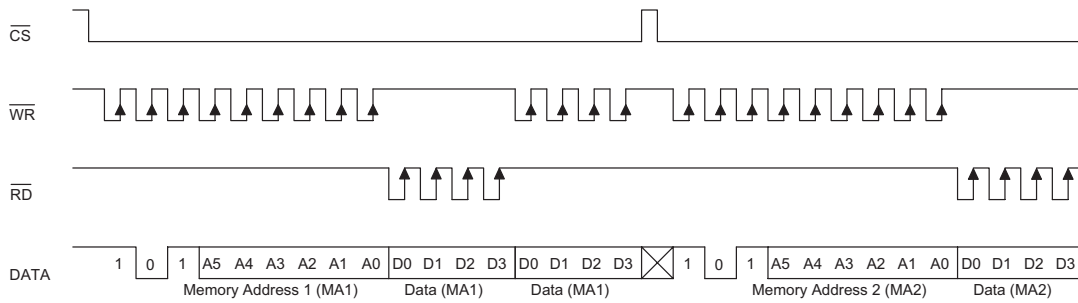 CS
WR
RD
DATA 1 0 1 A5 A4 A3 A2 A1 A0 D0 D1 D2 D3 D0 D1 D2 D3 1 0 1 A5 A4 A3 A2 A1 A0 D0 D1 D2 D3
Memory Address 1 (MA1) Data (MA1) Data (MA1) Memory Address 2 (MA2) Data (MA2)